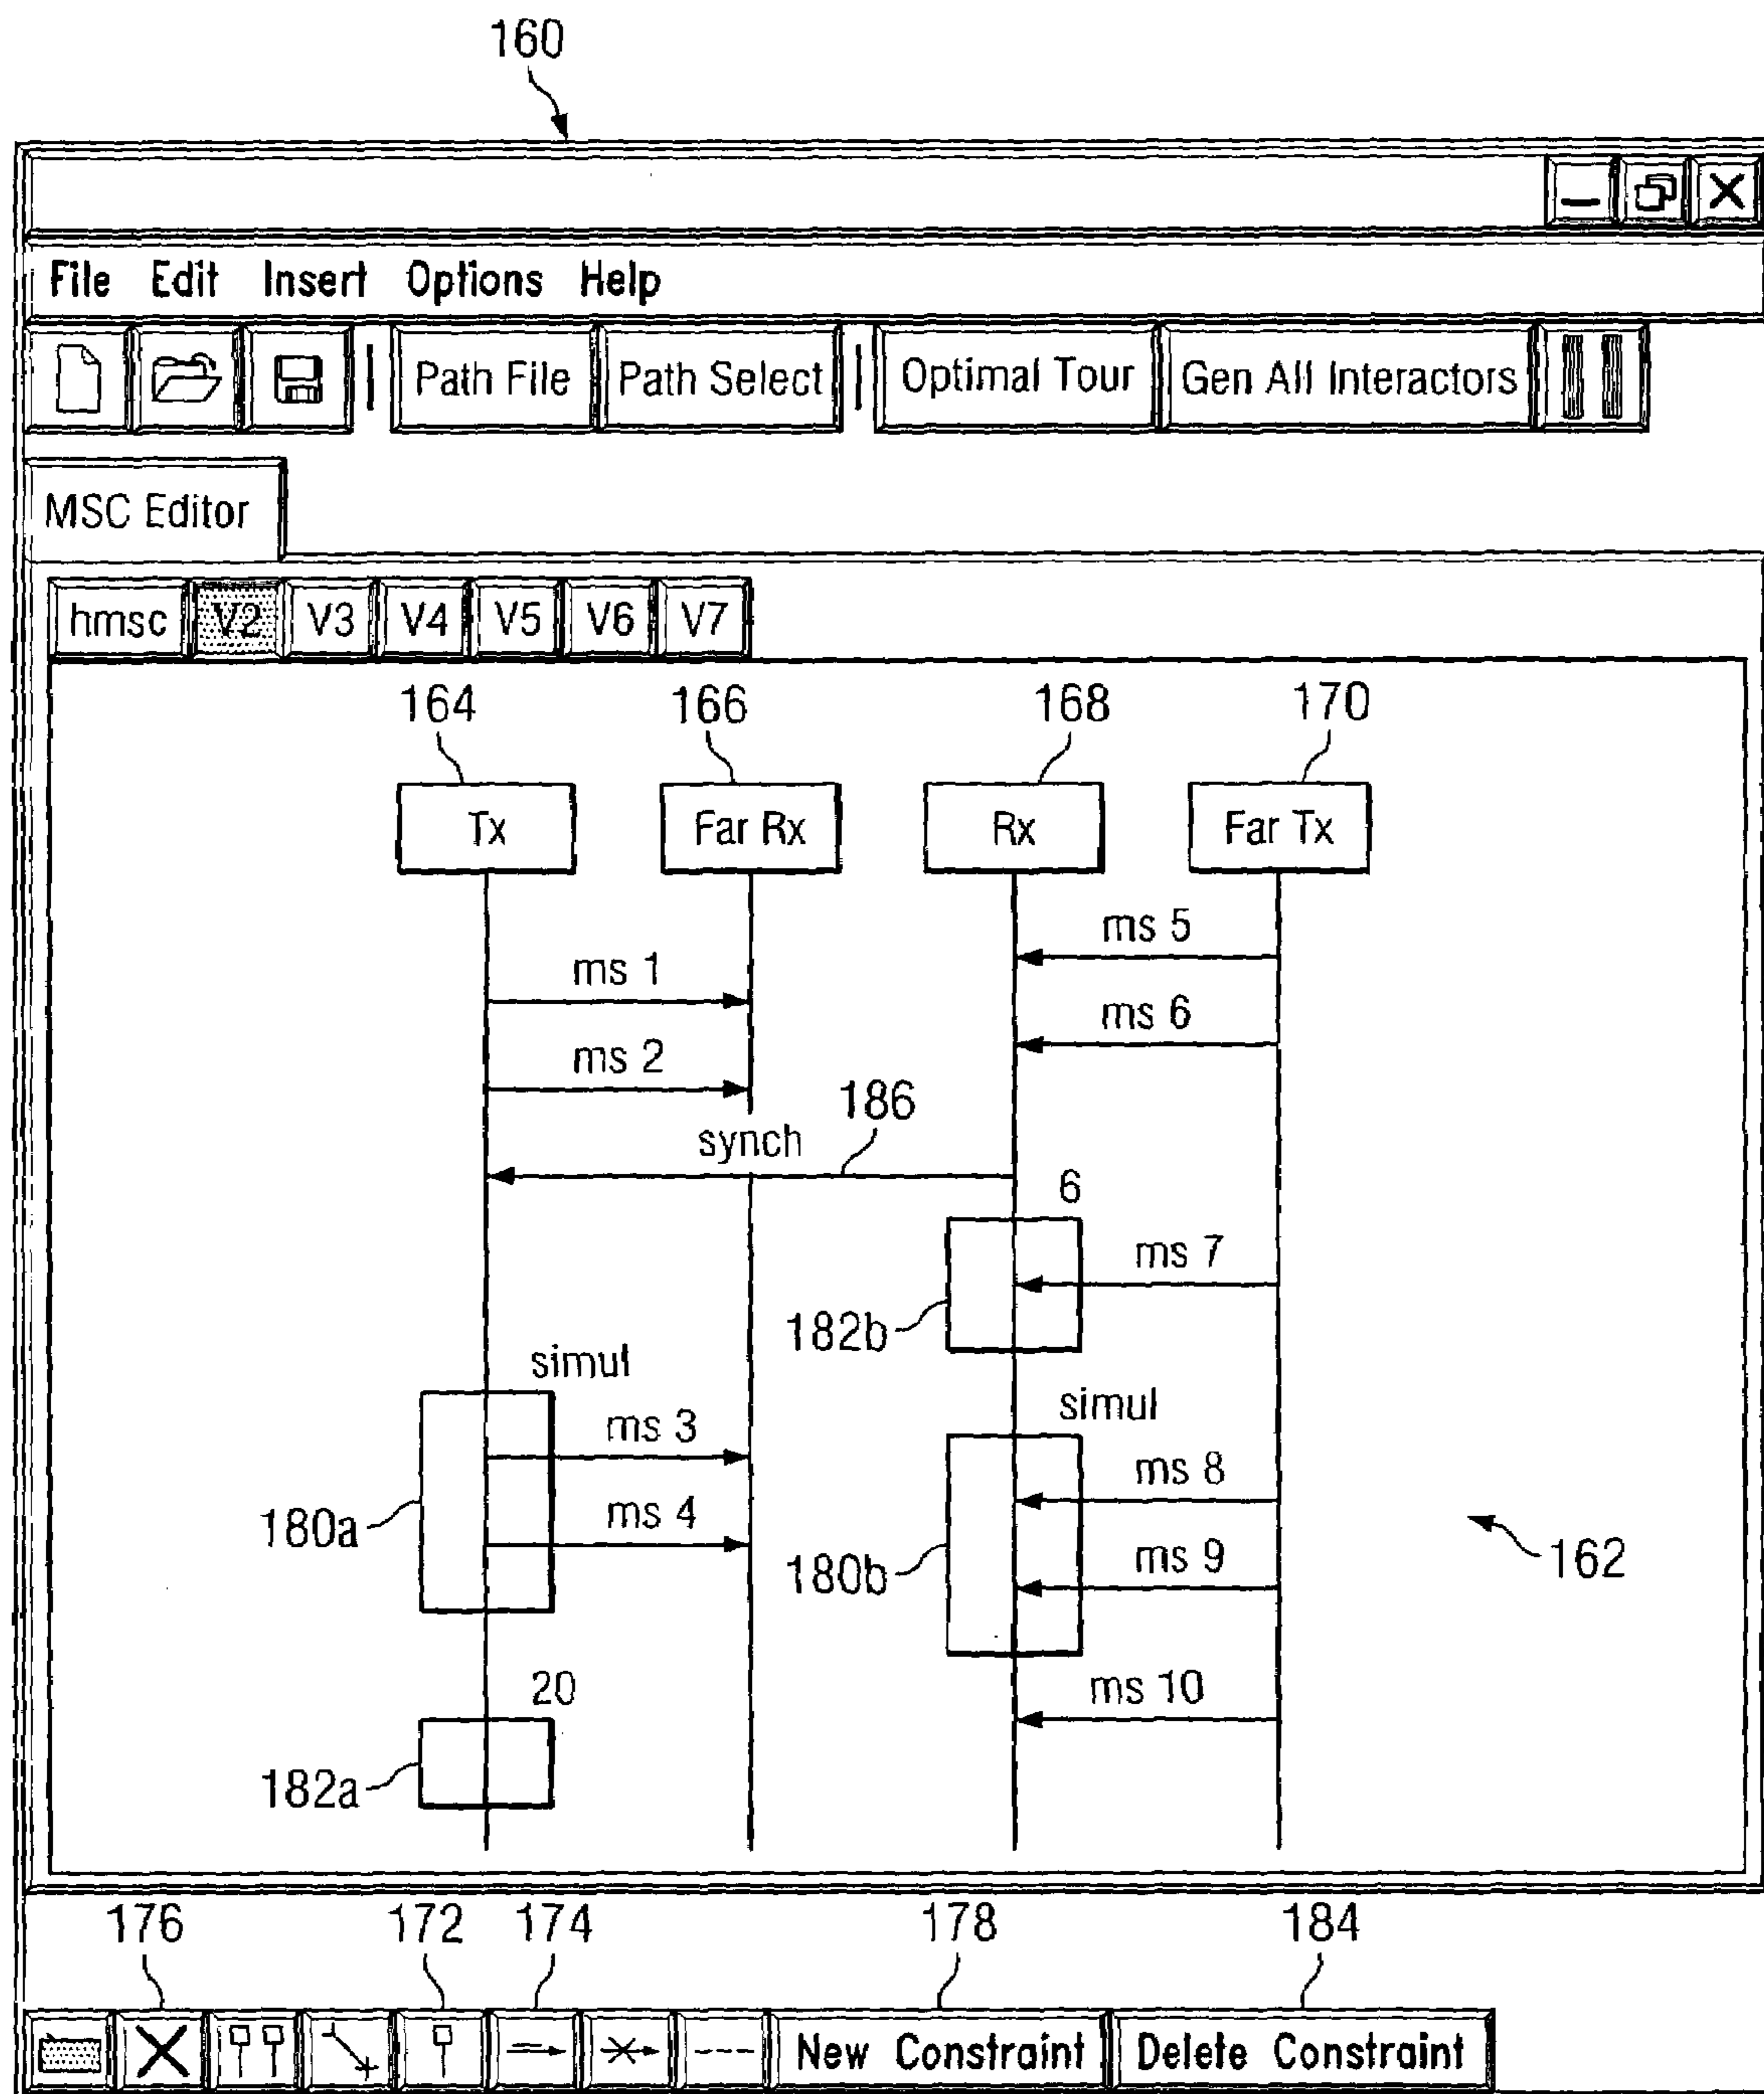 160
File Edit Insert Options Help
Path File Path Select Optimal Tour Gen All Interactors
MSC Editor
hmsc V2 V3 V4 V5 V6 V7
164 166 168 170
Tx Far Rx Rx Far Tx
ms 5
ms 1
ms 6
ms 2
186
synch
6
ms 7
182b
simul
simul
ms 3
ms 8
180a
ms 4
180b
ms 9
162
20
ms 10
182a
176 172 174 178 184
New Constraint Delete Constraint